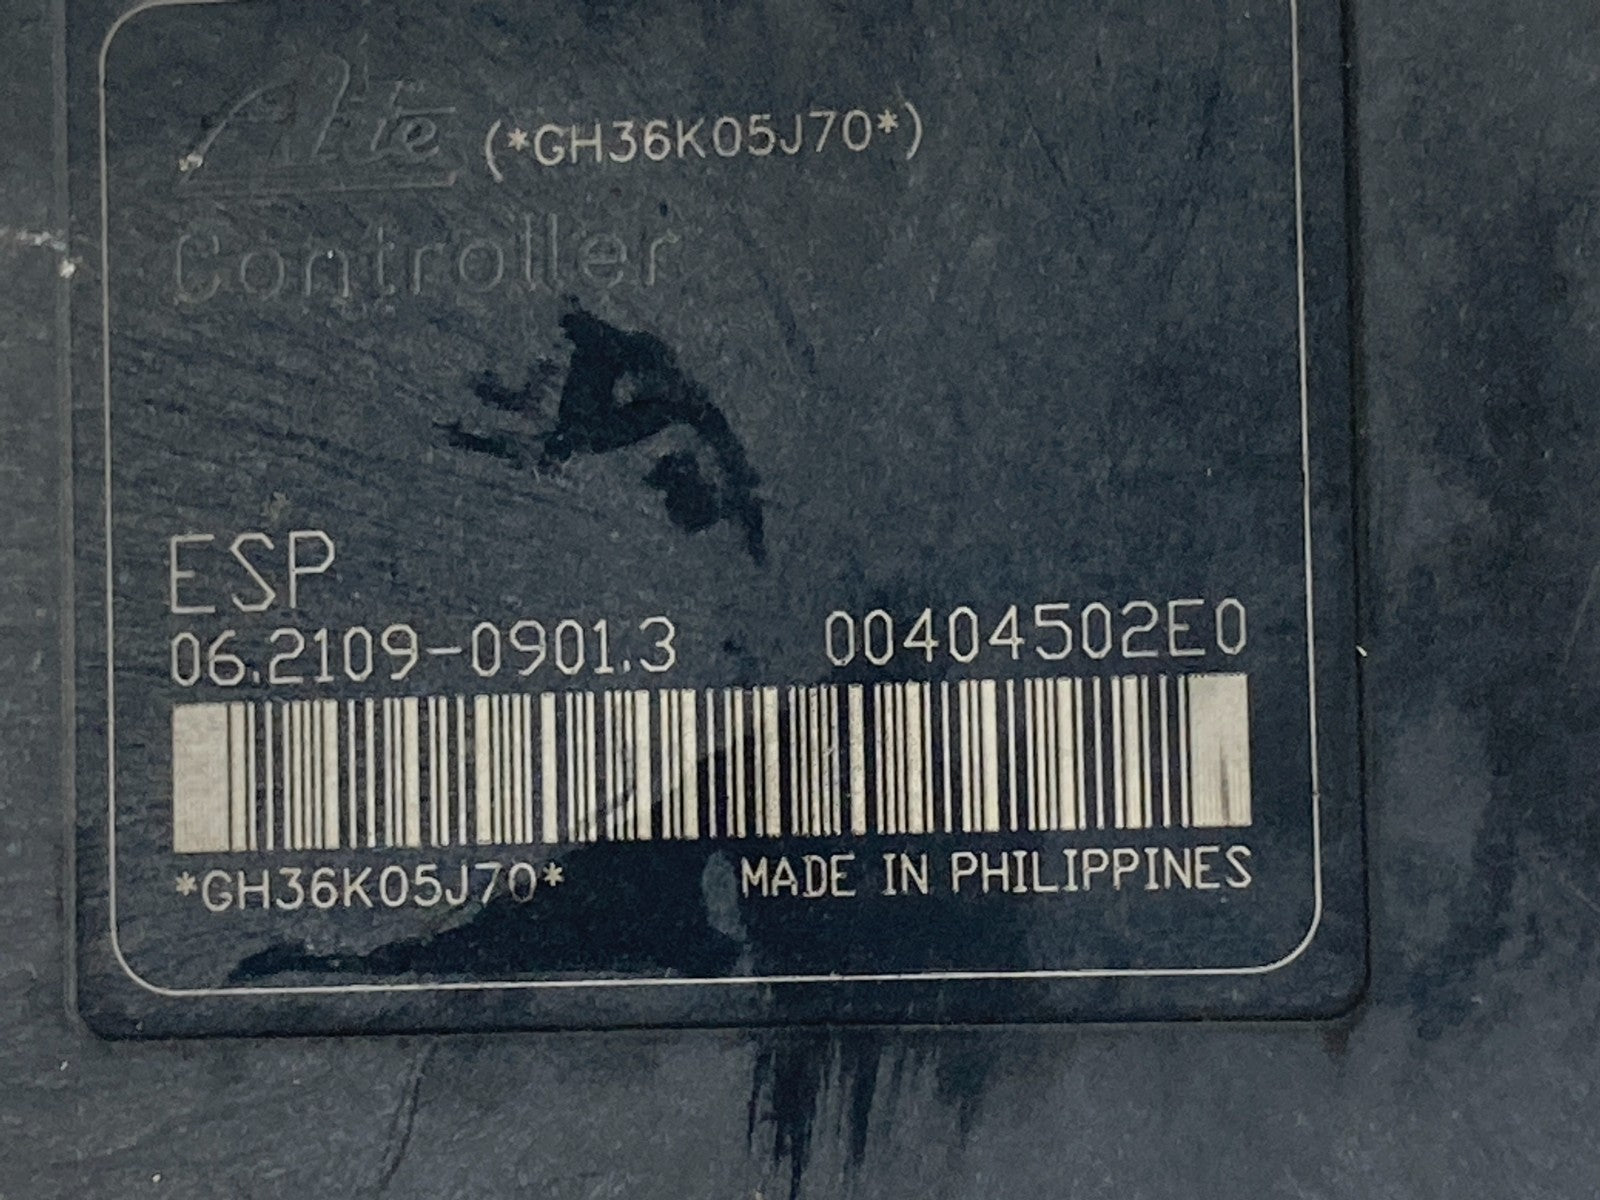 Ate (*GH36K05J70*)
Controller
ESP
06.2109-0901.3 00404502E0
*GH36K05J70* MADE IN PHILIPPINES